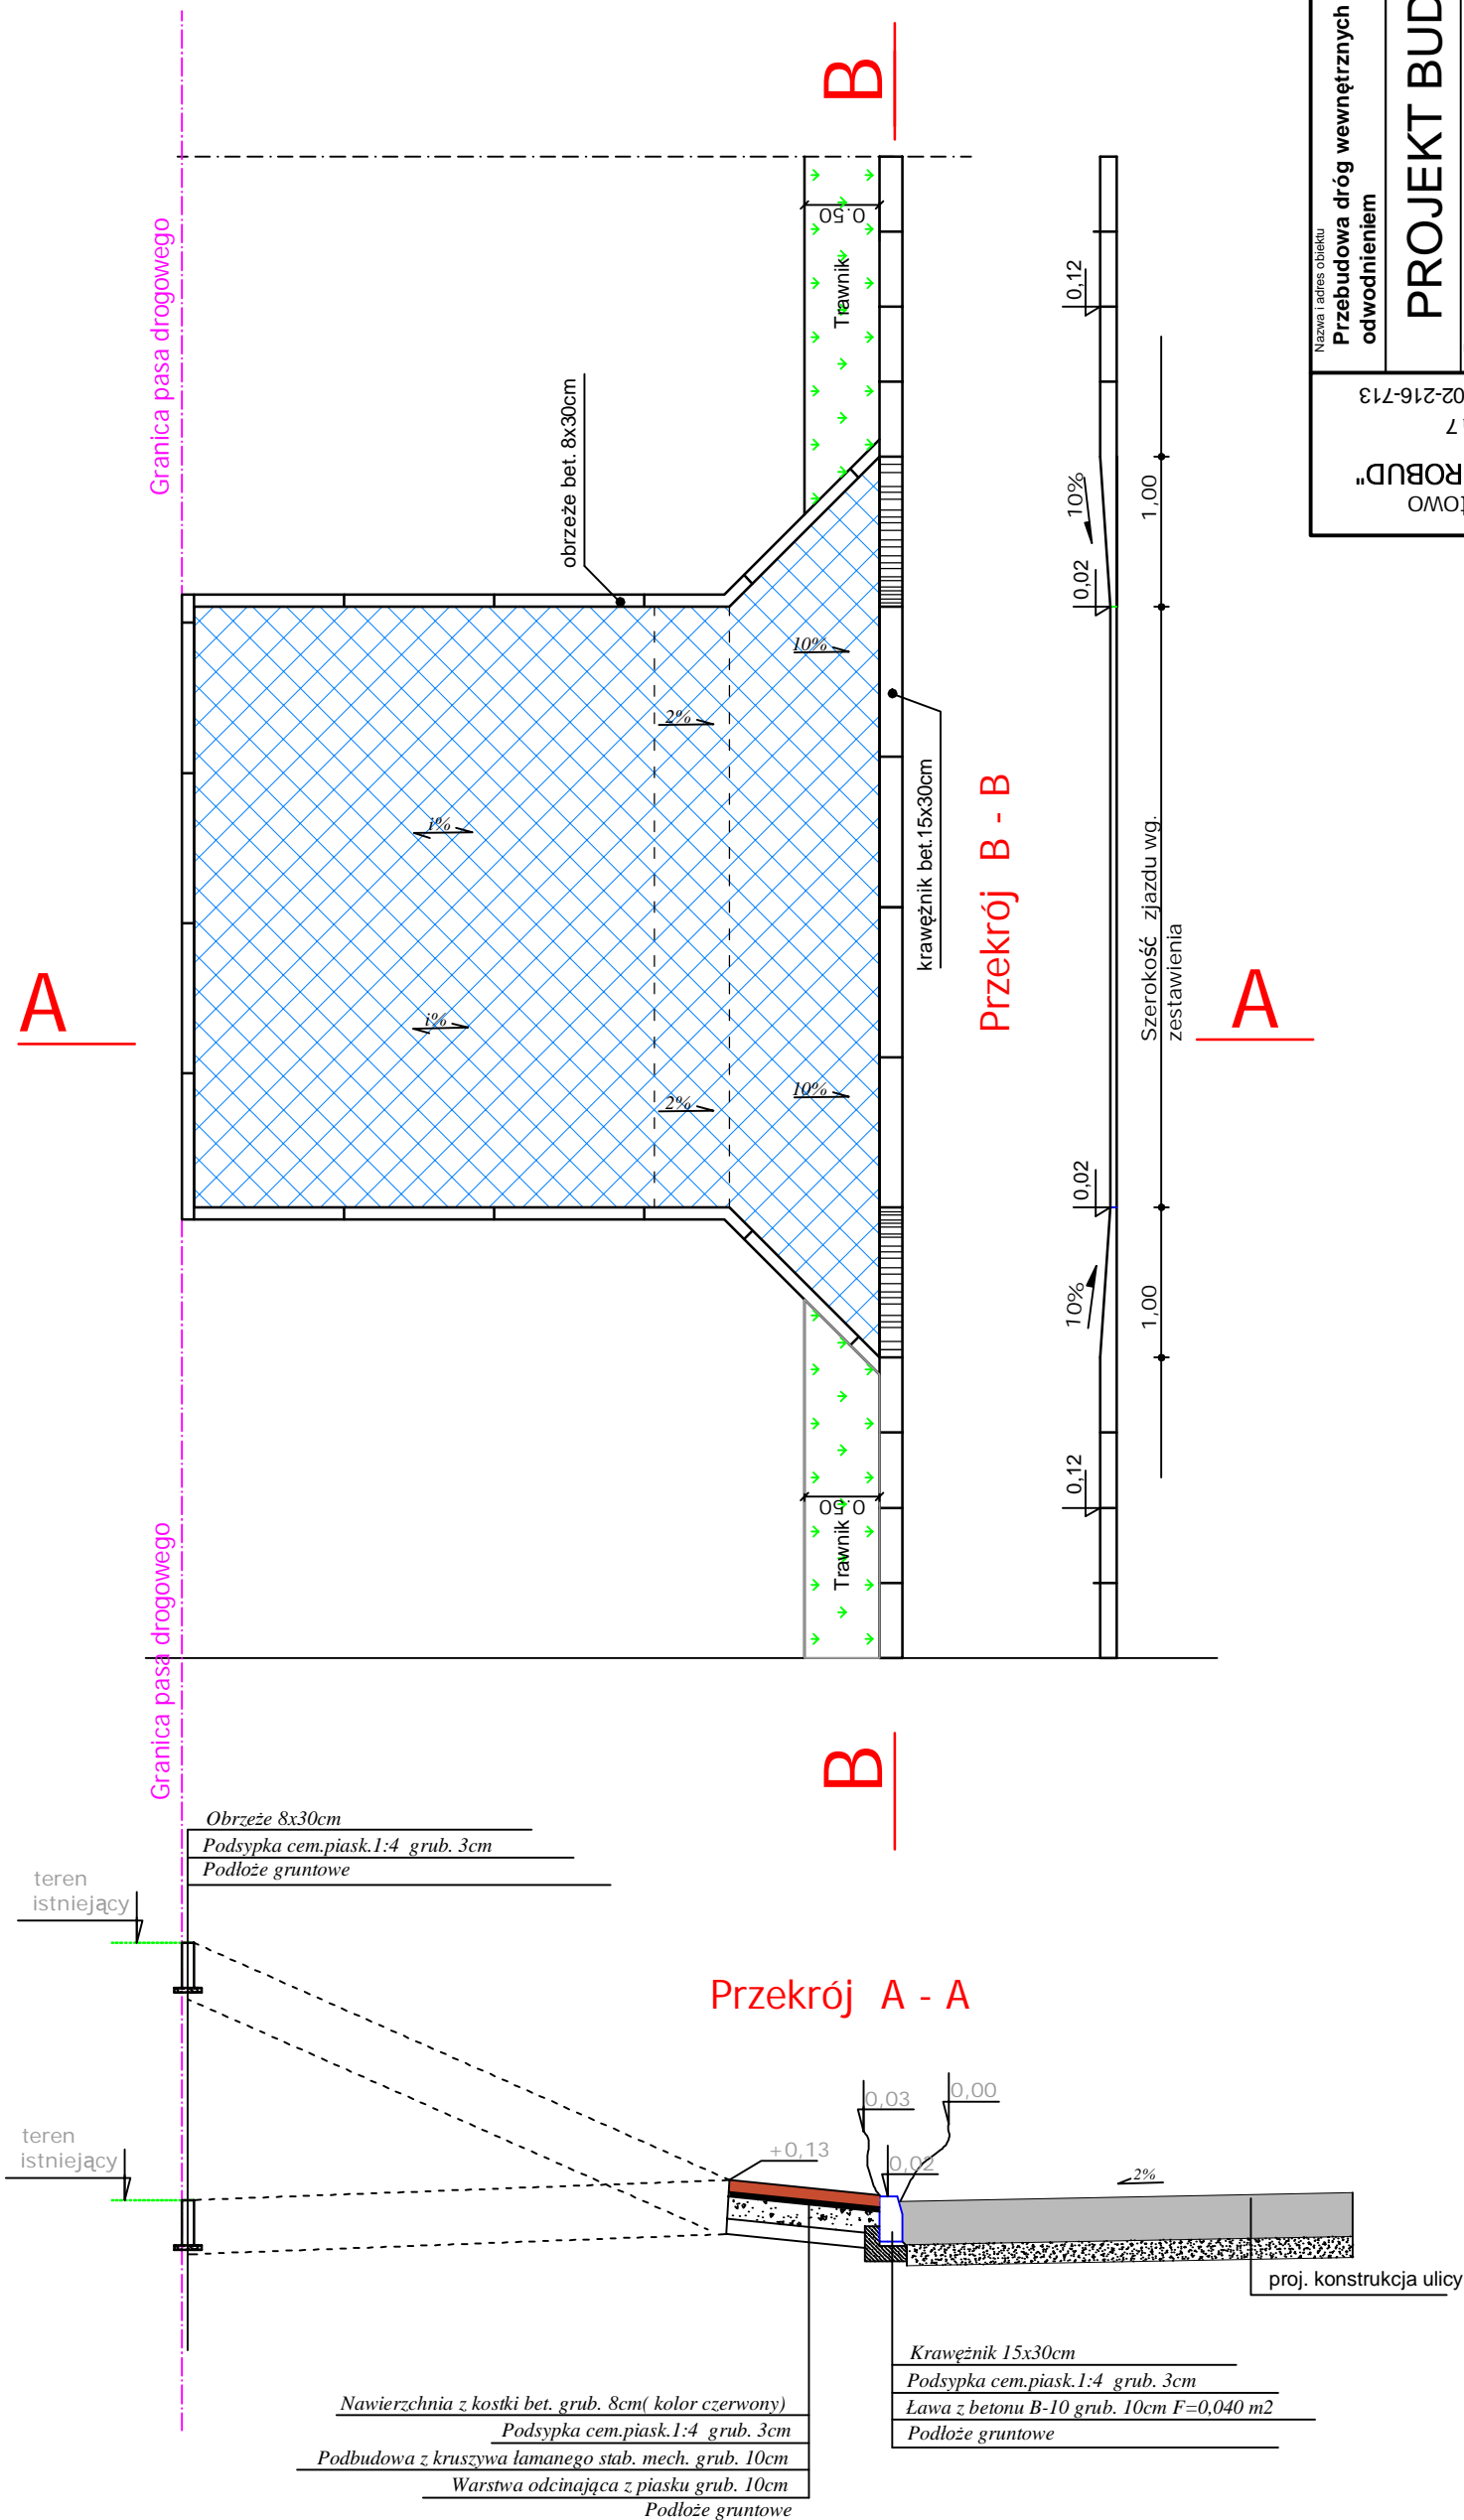 B
Granica pasa drogowego
0.50
Trawnik
obrzeże bet. 8x30cm
10%
2%
i%
krawężnik bet.15x30cm
A
i%
2%
10%
Trawnik
0.50
Granica pasa drogowego
B
Przekrój B - B
0,12
10%
1,00
0,02
Szerokość zjazdu wg.
zestawienia
A
0,02
10%
1,00
0,12
Nazwa i adres obiektu
Przebudowa dróg wewnętrznych
odwodnieniem
PROJEKT BUD
02-216-713
7
ROBUD"
towo
Obrzeże 8x30cm
Podsypka cem.piask.1:4 grub. 3cm
Podłoże gruntowe
teren
istniejący
Przekrój A - A
teren
istniejący
+0,13
0,03
0,00
0,02
2%
proj. konstrukcja ulicy
Krawężnik 15x30cm
Podsypka cem.piask.1:4 grub. 3cm
Ława z betonu B-10 grub. 10cm F=0,040 m2
Podłoże gruntowe
Nawierzchnia z kostki bet. grub. 8cm( kolor czerwony)
Podsypka cem.piask.1:4 grub. 3cm
Podbudowa z kruszywa łamanego stab. mech. grub. 10cm
Warstwa odcinająca z piasku grub. 10cm
Podłoże gruntowe